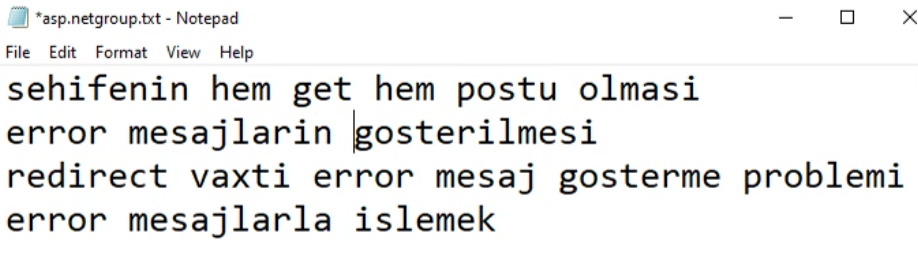 *asp.netgroup.txt - Notepad
File Edit Format View Help
sehifenin hem get hem postu olmasi
error mesajlarin gosterilmesi
redirect vaxti error mesaj gosterme problemi
error mesajlarla islemek